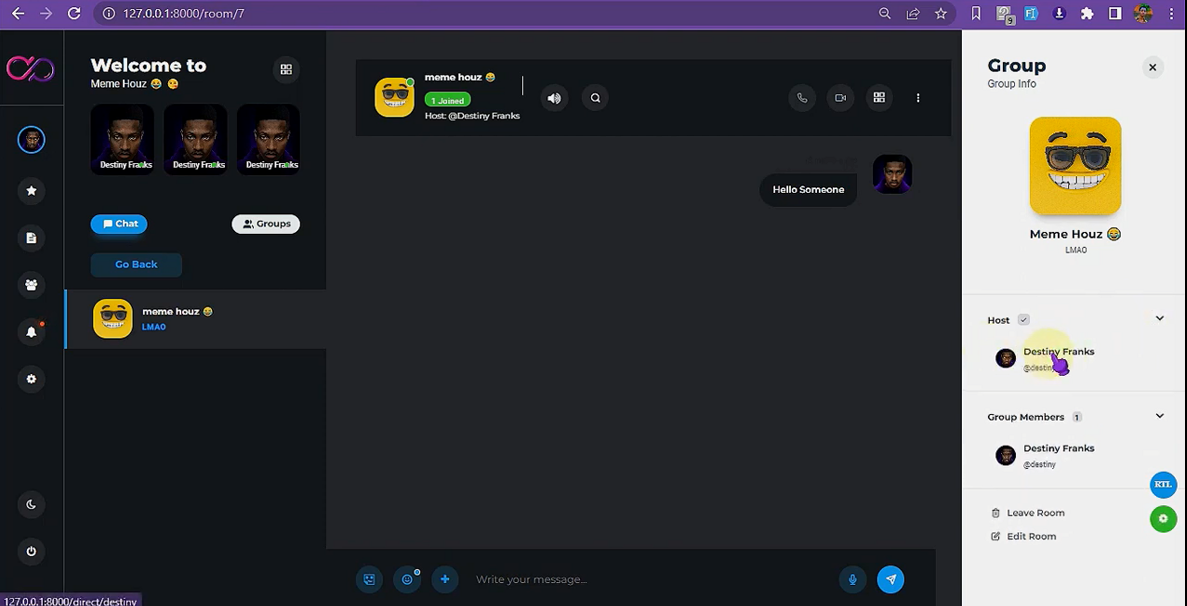 127.0.0.1:8000/room/7
9
Welcome to
Meme Houz 😂 😗
Destiny Franks
Destiny Franks
Destiny Franks
Chat
Groups
Go Back
meme houz 😂
LMAO
meme houz 😂
1 Joined
Host: @Destiny Franks
Hello Someone
Write your message...
Group
Group Info
Meme Houz 😂
LMAO
Host
Destiny Franks
Group Members 1
Destiny Franks
@destiny
RTL
Leave Room
Edit Room
127.0.0.1:8000/direct/destiny